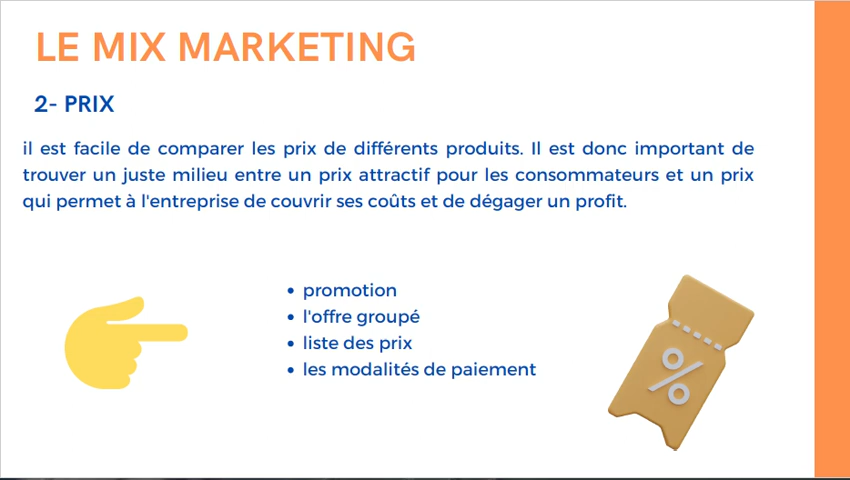 LE MIX MARKETING
2- PRIX
il est facile de comparer les prix de différents produits. Il est donc important de
trouver un juste milieu entre un prix attractif pour les consommateurs et un prix
qui permet à l'entreprise de couvrir ses coûts et de dégager un profit.
• promotion
• l'offre groupé
• liste des prix
• les modalités de paiement
%